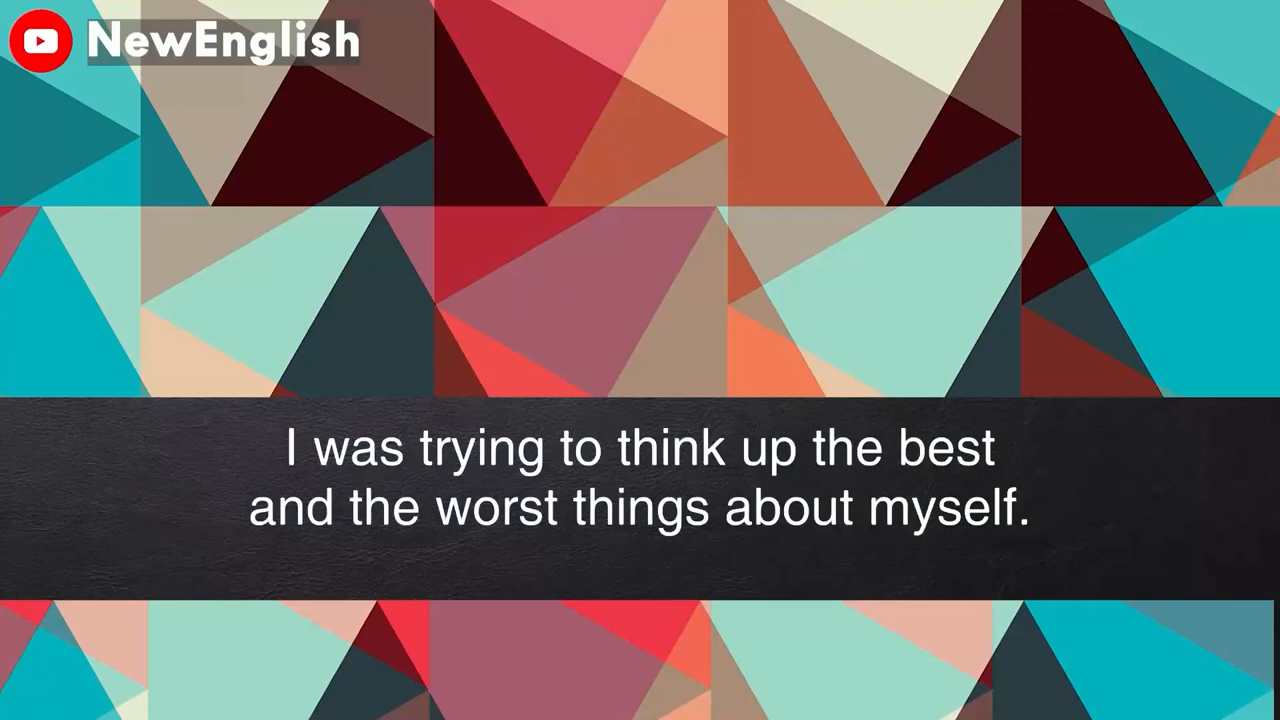 NewEnglish
I was trying to think up the best
and the worst things about myself.